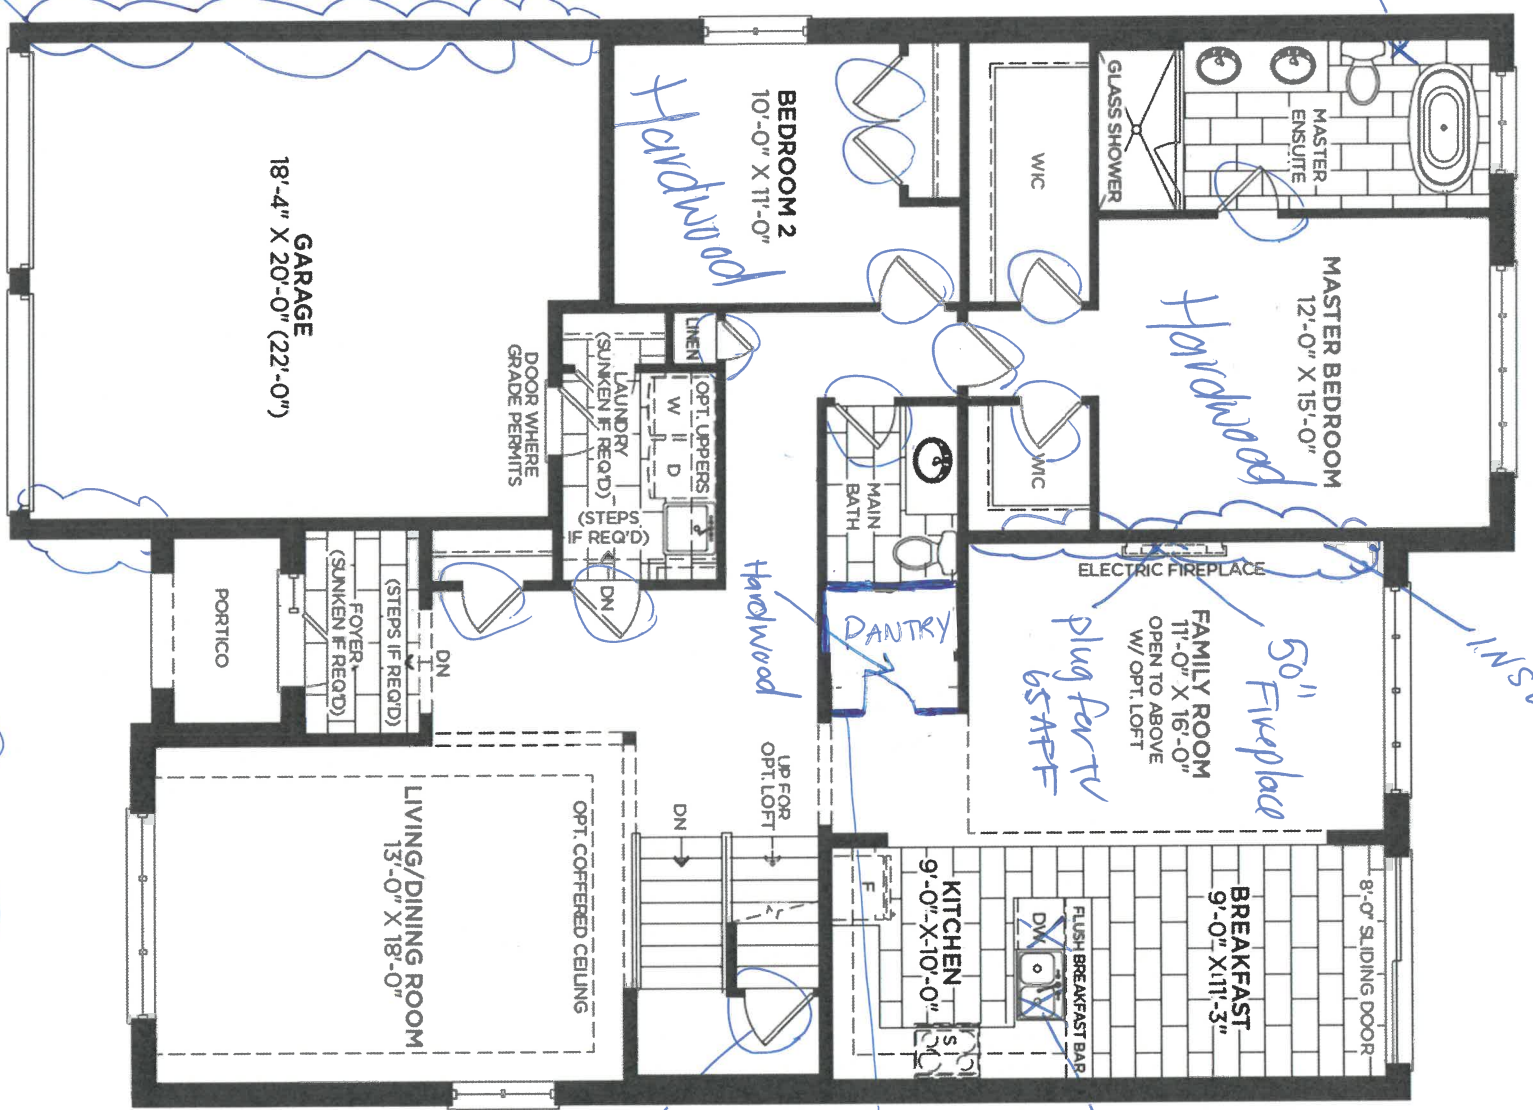 GARAGE
18'-4" X 20'-0" (22'-0")
BEDROOM 2
10'-0" X 11'-0"
Hardwood
WIC
GLASS SHOWER
MASTER
ENSUITE
MASTER BEDROOM
12'-0" X 15'-0"
Hardwood
WIC
LINEN
DOOR WHERE
GRADE PERMITS
LAUNDRY
(SUNKEN IF REQ'D)
OPT. UPPERS
W
D
(STEPS
IF REQ'D)
DN
MAIN
BATH
Hardwood
PANTRY
ELECTRIC FIREPLACE
FAMILY ROOM
11'-0" X 16'-0"
OPEN TO ABOVE
W/ OPT. LOFT
50"
Fireplace
plug for TV
PORTICO
FOYER
(SUNKEN IF REQ'D)
(STEPS IF REQ'D)
DN
LIVING/DINING ROOM
13'-0" X 18'-0"
OPT. COFFERED CEILING
DN
UP FOR
OPT. LOFT
F
KITCHEN
9'-0"-X-10'-0"
DW
S
FLUSH BREAKFAST BAR
BREAKFAST
9'-0" X 11'-3"
8'-0" SLIDING DOOR